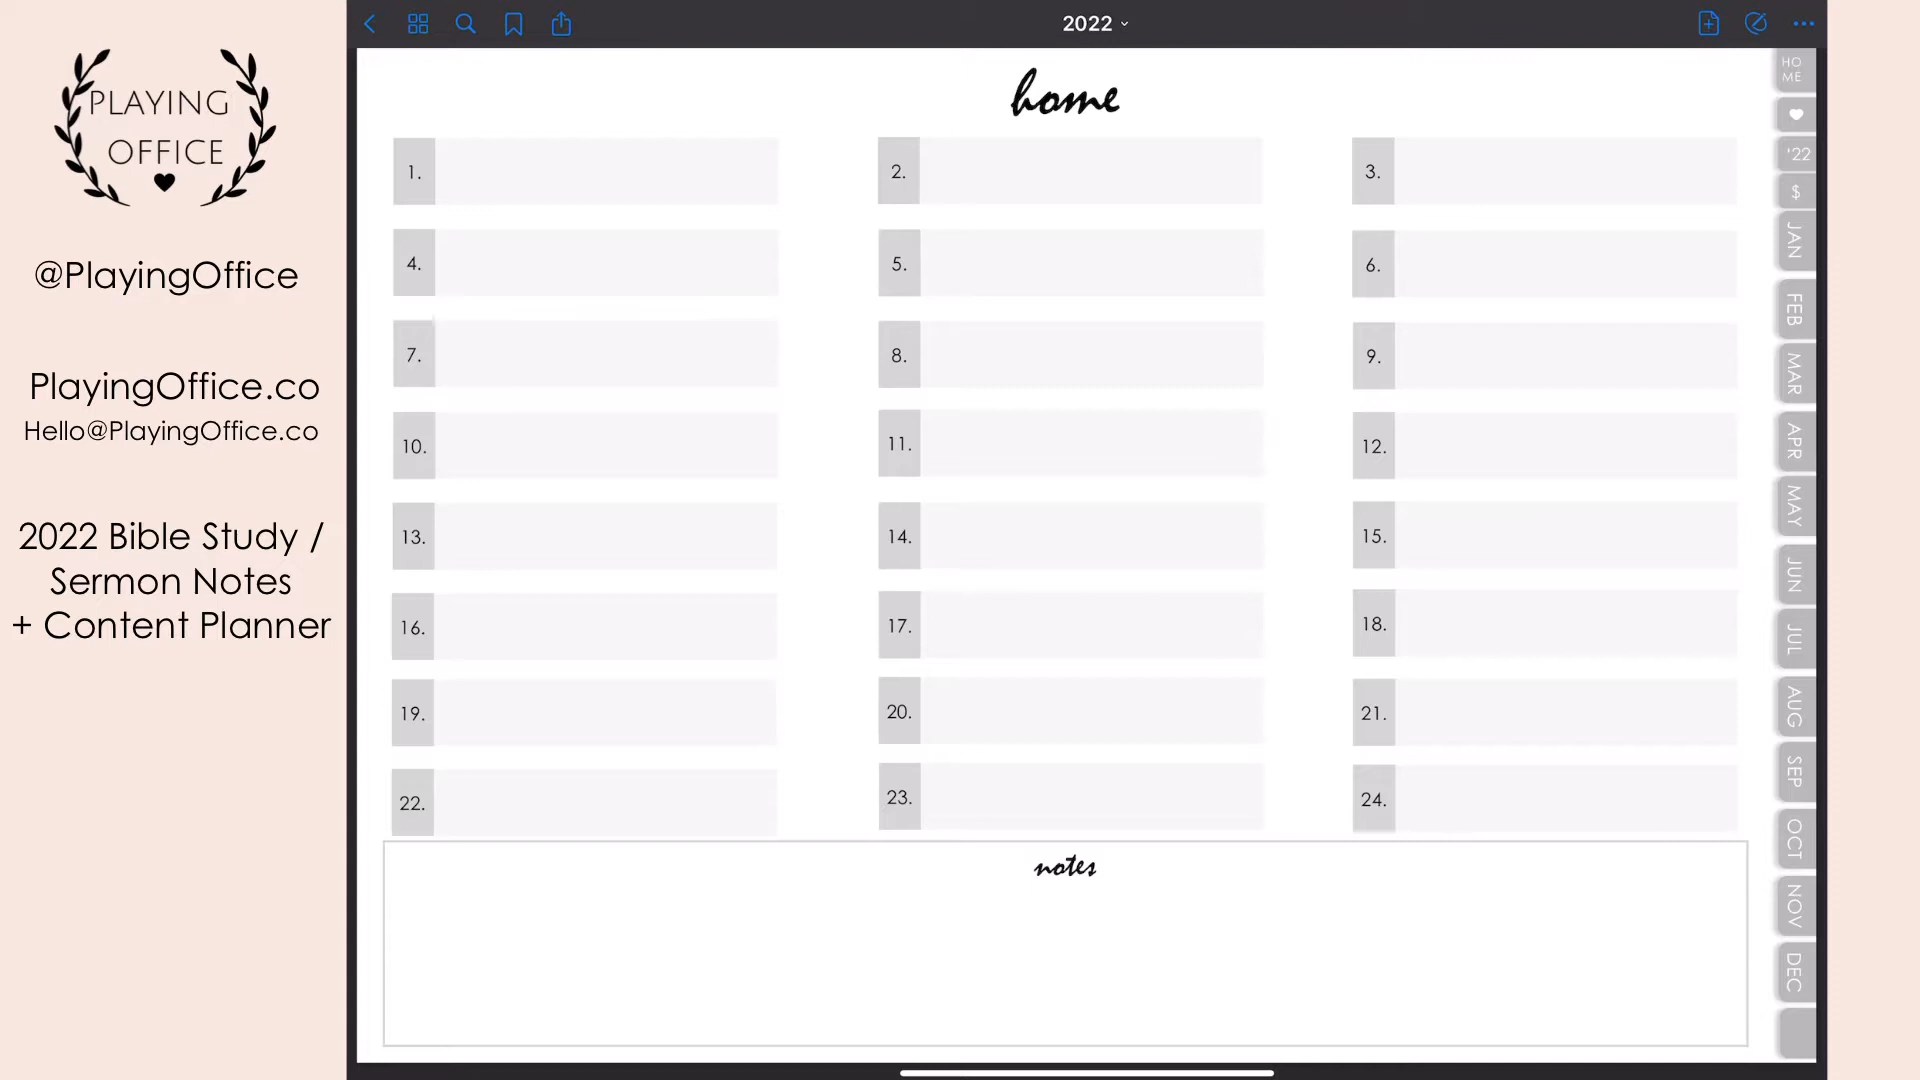 PLAYING
OFFICE
@PlayingOffice
PlayingOffice.co
Hello@PlayingOffice.co
2022 Bible Study /
Sermon Notes
+ Content Planner
2022
home
1.
2.
3.
4.
5.
6.
7.
8.
9.
10.
11.
12.
13.
14.
15.
16.
17.
18.
19.
20.
21.
22.
23.
24.
notes
HO
ME
'22
$
JAN
FEB
MAR
APR
MAY
JUN
JUL
AUG
SEP
OCT
NOV
DEC